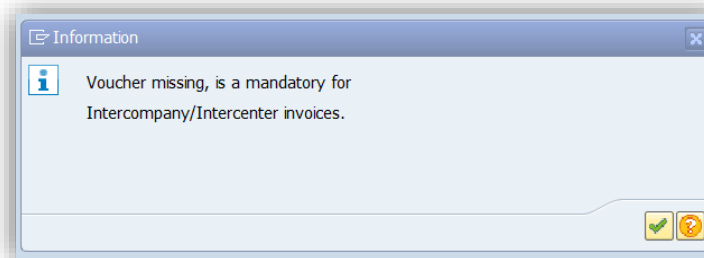 Information
Voucher missing, is a mandatory for
Intercompany/Intercenter invoices.